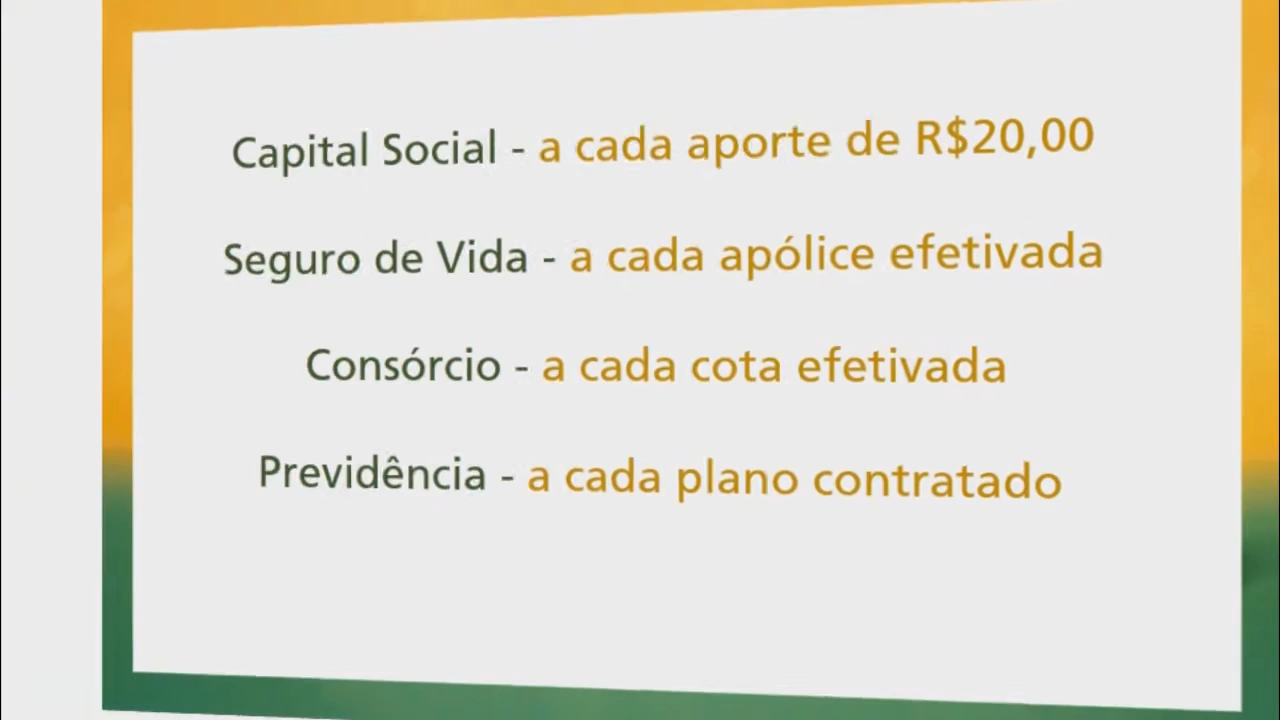 Capital Social - a cada aporte de R$20,00
Seguro de Vida - a cada apólice efetivada
Consórcio - a cada cota efetivada
Previdência - a cada plano contratado